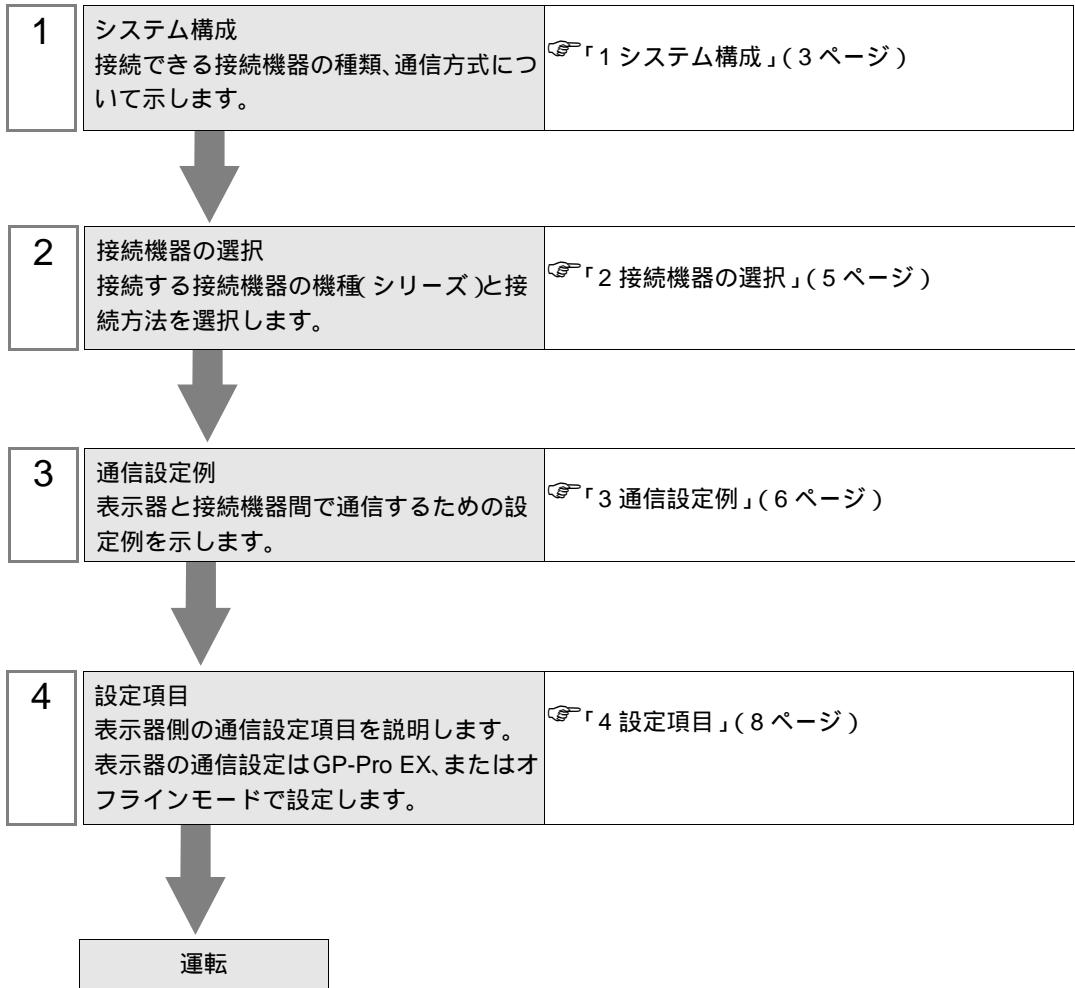 1
システム構成
接続できる接続機器の種類、通信方式につ
いて示します。
☞「1 システム構成」(3 ページ)
2
接続機器の選択
接続する接続機器の機種(シリーズ)と接
続方法を選択します。
☞「2 接続機器の選択」(5 ページ)
3
通信設定例
表示器と接続機器間で通信するための設
定例を示します。
☞「3 通信設定例」(6 ページ)
4
設定項目
表示器側の通信設定項目を説明します。
表示器の通信設定はGP-Pro EX、またはオ
フラインモードで設定します。
☞「4 設定項目」(8 ページ)
運転